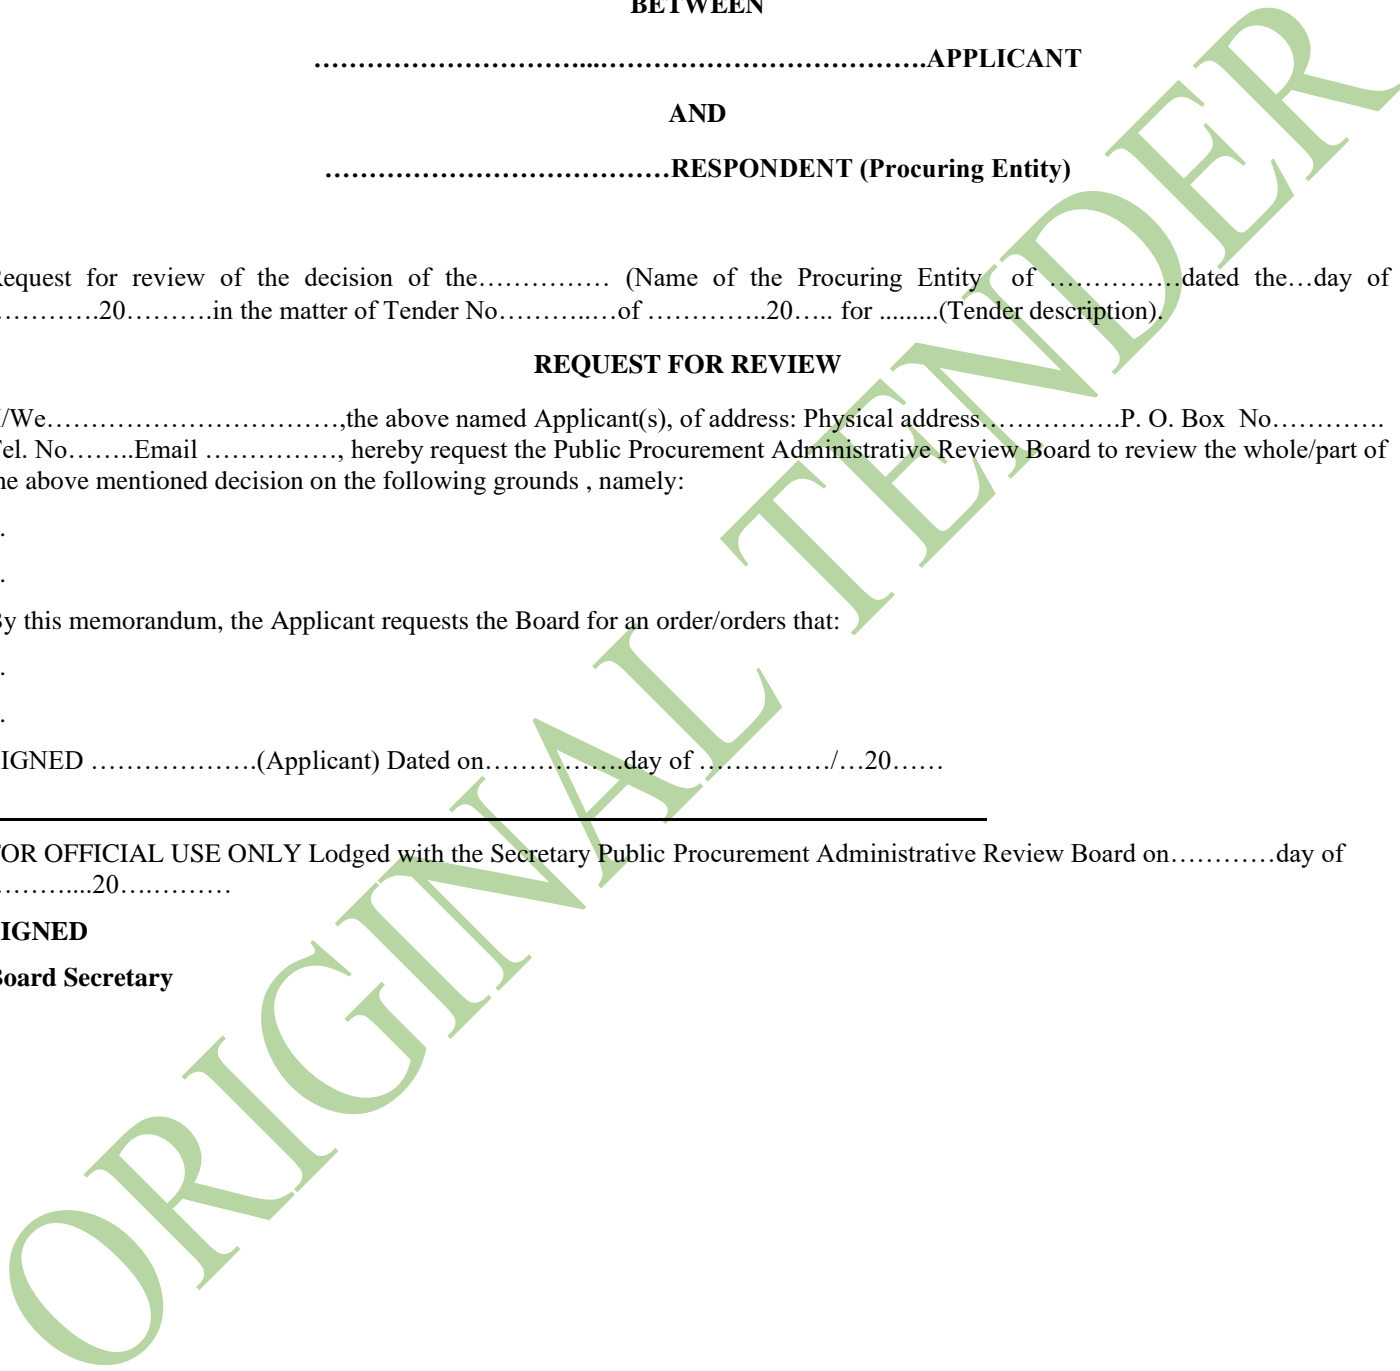 BETWEEN
…………………………...……………………………….APPLICANT
AND
…………………………………RESPONDENT (Procuring Entity)
equest for review of the decision of the…………… (Name of the Procuring Entity of ……………dated the…day of
…………20……….in the matter of Tender No………..…of …………..20….. for .........(Tender description).
REQUEST FOR REVIEW
/We……………………………,the above named Applicant(s), of address: Physical address…………….P. O. Box No………….
el. No……..Email ……………, hereby request the Public Procurement Administrative Review Board to review the whole/part of
he above mentioned decision on the following grounds , namely:
.
.
y this memorandum, the Applicant requests the Board for an order/orders that:
.
.
IGNED ……………….(Applicant) Dated on…………….day of ……………/…20……
OR OFFICIAL USE ONLY Lodged with the Secretary Public Procurement Administrative Review Board on…………day of
………....20….………
IGNED
oard Secretary
ORIGINAL TENDER